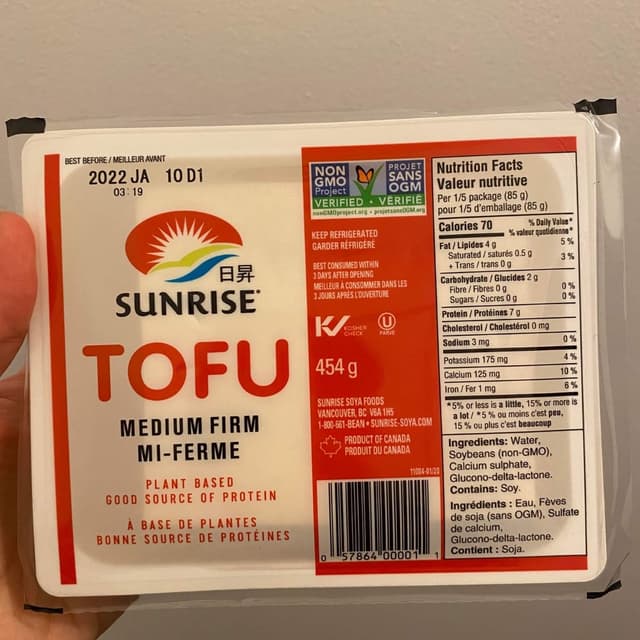 BEST BEFORE / MEILLEUR AVANT
2022 JA 10 D1
03:19
日昇
SUNRISE
TOFU
MEDIUM FIRM
MI-FERME
PLANT BASED
GOOD SOURCE OF PROTEIN
À BASE DE PLANTES
BONNE SOURCE DE PROTÉINES
NON
GMO
Project
VERIFIED
nonGMOproject.org
PROJET
SANS
OGM
VÉRIFIÉ
projetsansOGM.org
KEEP REFRIGERATED
GARDER RÉFRIGÉRÉ
BEST CONSUMED WITHIN
3 DAYS AFTER OPENING
MEILLEUR À CONSOMMER DANS LES
3 JOURS APRÈS L'OUVERTURE
KOSHER
CHECK
U
PARVE
454 g
SUNRISE SOYA FOODS
VANCOUVER, BC V6A 1H5
1-800-661-BEAN • SUNRISE-SOYA.COM
PRODUCT OF CANADA
PRODUIT DU CANADA
11084-01/20
0 57864 00001 1
Nutrition Facts
Valeur nutritive
Per 1/5 package (85 g)
pour 1/5 d'emballage (85 g)
Calories 70
% Daily Value*
% valeur quotidienne*
Fat / Lipides 4 g 5 %
Saturated / saturés 0.5 g
+ Trans / trans 0 g 3 %
Carbohydrate / Glucides 2 g
Fibre / Fibres 0 g 0 %
Sugars / Sucres 0 g 0 %
Protein / Protéines 7 g
Cholesterol / Cholestérol 0 mg
Sodium 3 mg 0 %
Potassium 175 mg 4 %
Calcium 125 mg 10 %
Iron / Fer 1 mg 6 %
*5% or less is a little, 15% or more is
a lot / *5 % ou moins c'est peu,
15 % ou plus c'est beaucoup
Ingredients: Water,
Soybeans (non-GMO),
Calcium sulphate,
Glucono-delta-lactone.
Contains: Soy.
Ingrédients : Eau, Fèves
de soja (sans OGM), Sulfate
de calcium,
Glucono-delta-lactone.
Contient : Soja.